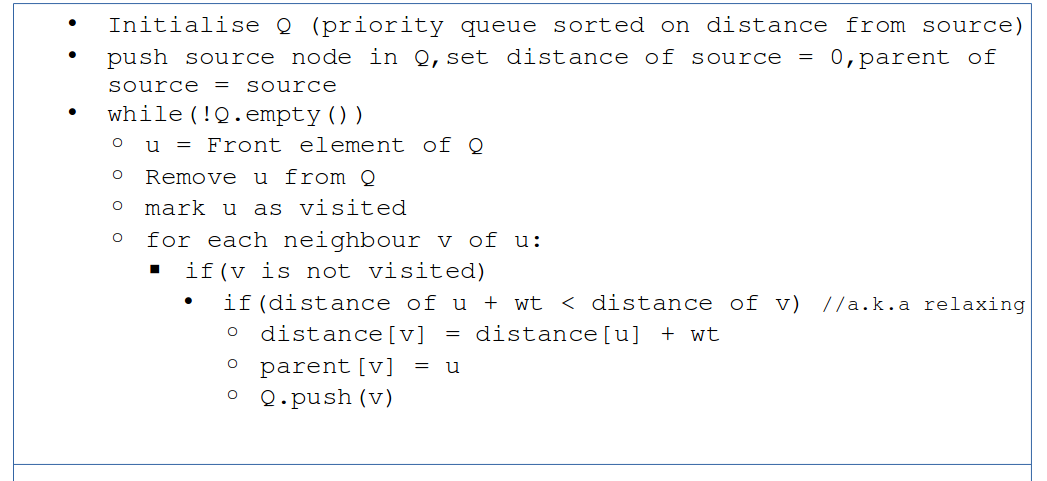 • Initialise Q (priority queue sorted on distance from source)
• push source node in Q,set distance of source = 0,parent of
source = source
• while(!Q.empty())
○ u = Front element of Q
○ Remove u from Q
○ mark u as visited
○ for each neighbour v of u:
▪ if(v is not visited)
• if(distance of u + wt < distance of v) //a.k.a relaxing
○ distance[v] = distance[u] + wt
○ parent[v] = u
○ Q.push(v)